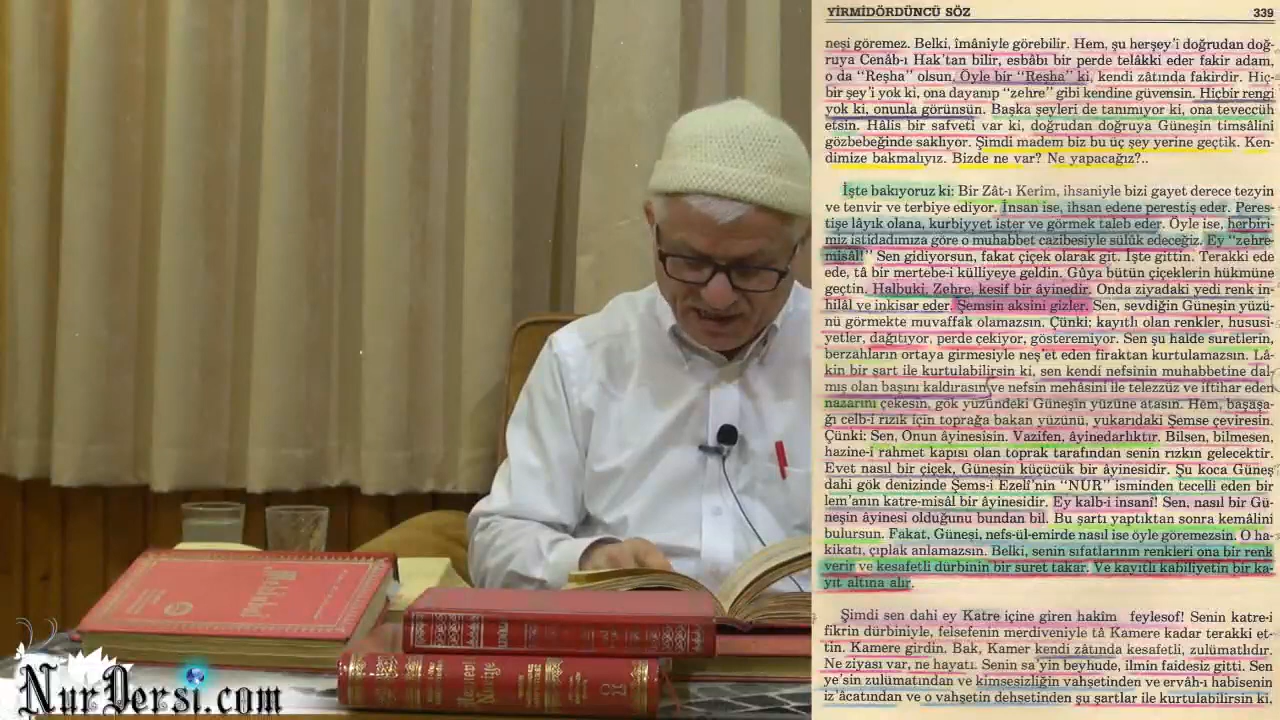 YİRMİDÖRDÜNCÜ SÖZ 339
neşi göremez. Belki, îmâniyle görebilir. Hem, şu herşey'i doğrudan doğ-
ruya Cenâb-ı Hak'tan bilir, esbâbı bir perde telâkki eder fakir adam,
o da "Reşha" olsun. Öyle bir "Reşha" ki, kendi zâtında fakirdir. Hiç-
bir şey'i yok ki, ona dayanıp "zehre" gibi kendine güvensin. Hiçbir rengi
yok ki, onunla görünsün. Başka şeyleri de tanımıyor ki, ona teveccüh
etsin. Hâlis bir safveti var ki, doğrudan doğruya Güneşin timsâlini
gözbebeğinde saklıyor. Şimdi madem biz bu üç şey yerine geçtik. Ken-
dimize bakmalıyız. Bizde ne var? Ne yapacağız?..
İşte bakıyoruz ki: Bir Zât-ı Kerîm, ihsaniyle bizi gayet derece tezyin
ve tenvir ve terbiye ediyor. İnsan ise, ihsan edene perestiş eder. Peres-
tişe lâyık olana, kurbiyyet ister ve görmek taleb eder. Öyle ise, herbiri-
miz istidadımıza göre o muhabbet cazibesiyle sülûk edeceğiz. Ey "zehre-
misâl!" Sen gidiyorsun, fakat çiçek olarak git. İşte gittin. Terakki ede
ede, tâ bir mertebe-i külliyeye geldin. Gûya bütün çiçeklerin hükmüne
geçtin. Halbuki, Zehre, kesif bir âyinedir. Onda ziyadaki yedi renk in-
hilâl ve inkisar eder. Şemsin aksini gizler. Sen, sevdiğin Güneşin yüzü-
nü görmekte muvaffak olamazsın. Çünki; kayıtlı olan renkler, hususi-
yetler, dağıtıyor, perde çekiyor, gösteremiyor. Sen şu halde suretlerin,
berzahların ortaya girmesiyle neş'et eden firaktan kurtulamazsın. Lâ-
kin bir şart ile kurtulabilirsin ki, sen kendi nefsinin muhabbetine dal-
mış olan başını kaldırasın ve nefsin mehâsini ile telezzüz ve iftihar eden
nazarını çekesin, gök yüzündeki Güneşin yüzüne atasın. Hem, başaşa-
ğı celb-i rızık için toprağa bakan yüzünü, yukarıdaki Şemse çeviresin.
Çünki: Sen, Onun âyinesisin. Vazifen, âyinedarlıktır. Bilsen, bilmesen,
hazine-i rahmet kapısı olan toprak tarafından senin rızkın gelecektir.
Evet nasıl bir çiçek, Güneşin küçücük bir âyinesidir. Şu koca Güneş
dahi gök denizinde Şems-i Ezelî'nin "NUR" isminden tecelli eden bir
lem'anın katre-misâl bir âyinesidir. Ey kalb-i insanî! Sen, nasıl bir Gü-
neşin âyinesi olduğunu bundan bil. Bu şartı yaptıktan sonra kemâlini
bulursun. Fakat, Güneşi, nefs-ül-emirde nasıl ise öyle göremezsin. O ha-
kikatı, çıplak anlamazsın. Belki, senin sıfatlarının renkleri ona bir renk
verir ve kesafetli dürbinin bir suret takar. Ve kayıtlı kabiliyetin bir ka-
yıt altına alır.
Şimdi sen dahi ey Katre içine giren hakîm feylesof! Senin katre-i
fikrin dürbiniyle, felsefenin merdiveniyle tâ Kamere kadar terakki et-
tin. Kamere girdin. Bak, Kamer kendi zâtında kesafetli, zulümatlıdır.
Ne ziyası var, ne hayatı. Senin sa'yin beyhude, ilmin faidesiz gitti. Sen
ye'sin zulümatından ve kimsesizliğin vahşetinden ve ervâh-ı habisenin
iz'âcatından ve o vahşetin dehsetinden şu şartlar ile kurtulabilirsin ki,
NurDersi.com